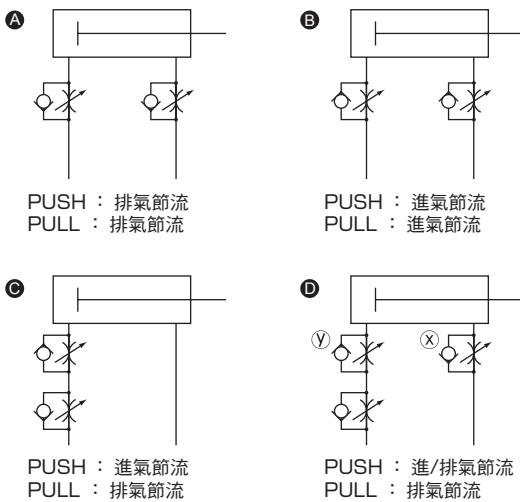 A
B
PUSH : 排氣節流
PULL : 排氣節流
PUSH : 進氣節流
PULL : 進氣節流
C
D
y
x
PUSH : 進氣節流
PULL : 排氣節流
PUSH : 進/排氣節流
PULL : 排氣節流